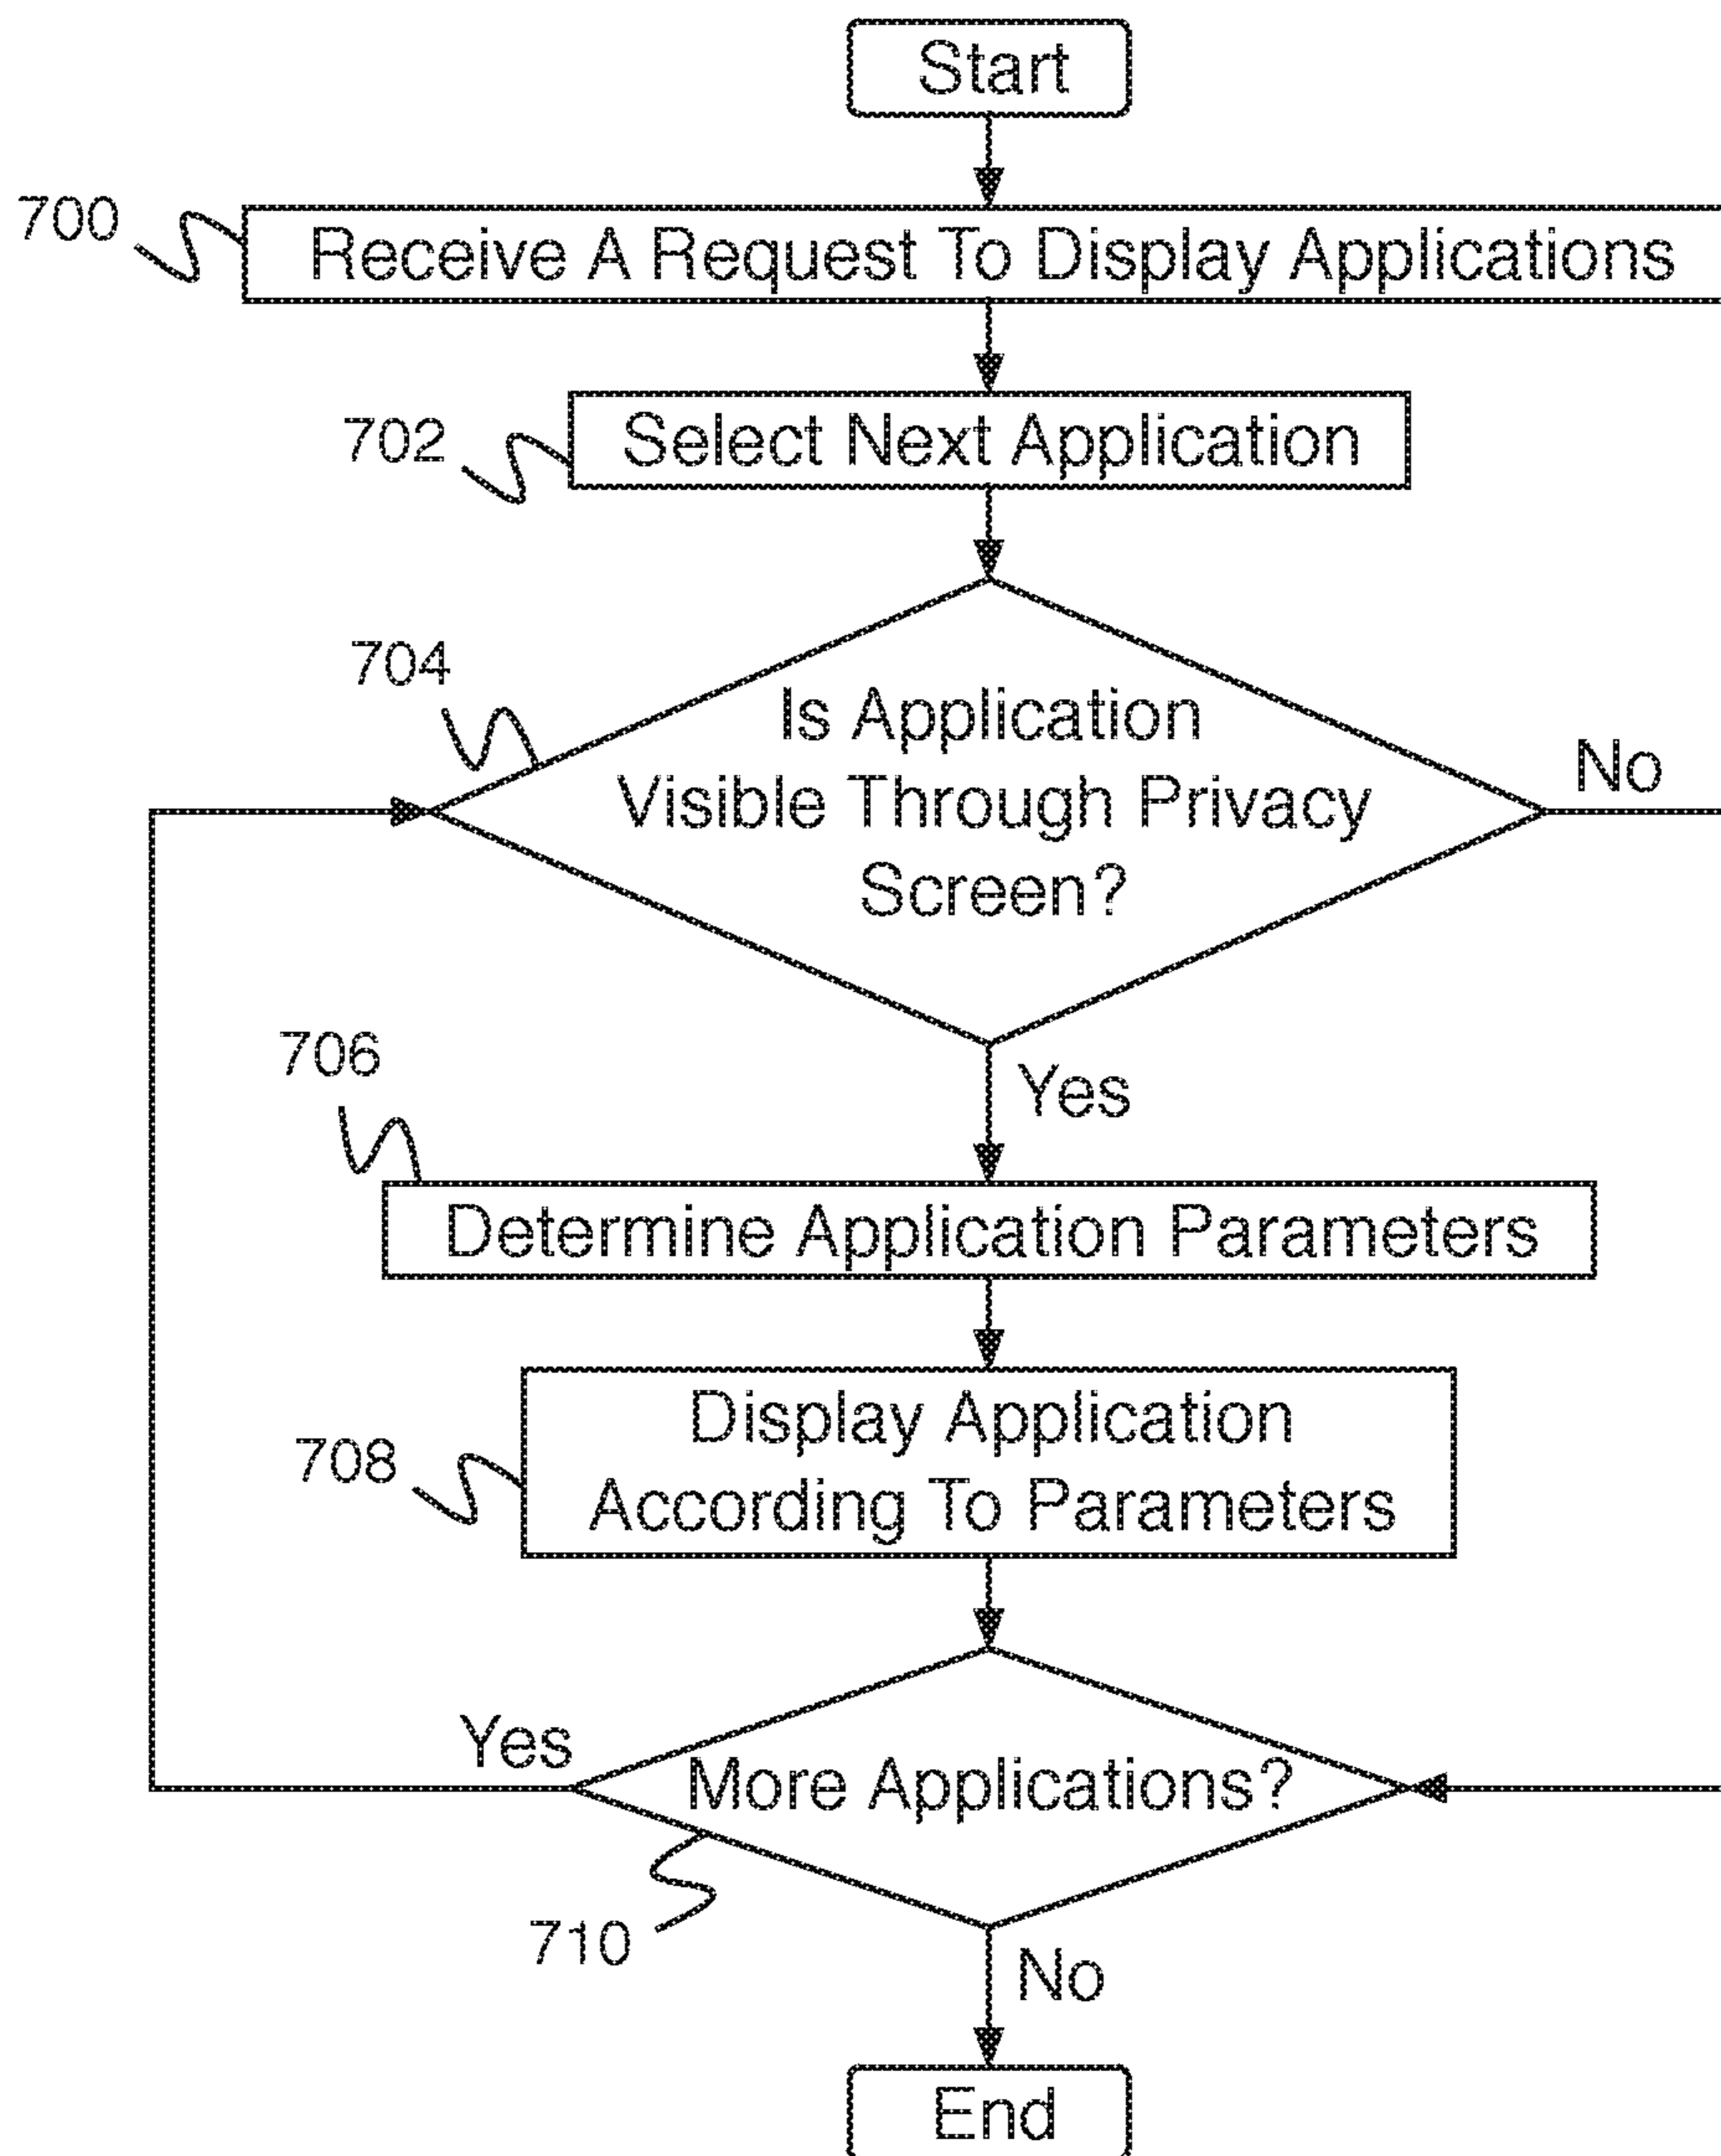 Start
700
Receive A Request To Display Applications
702
Select Next Application
704
Is Application
Visible Through Privacy
Screen?
No
Yes
706
Determine Application Parameters
708
Display Application
According To Parameters
Yes
More Applications?
710
No
End